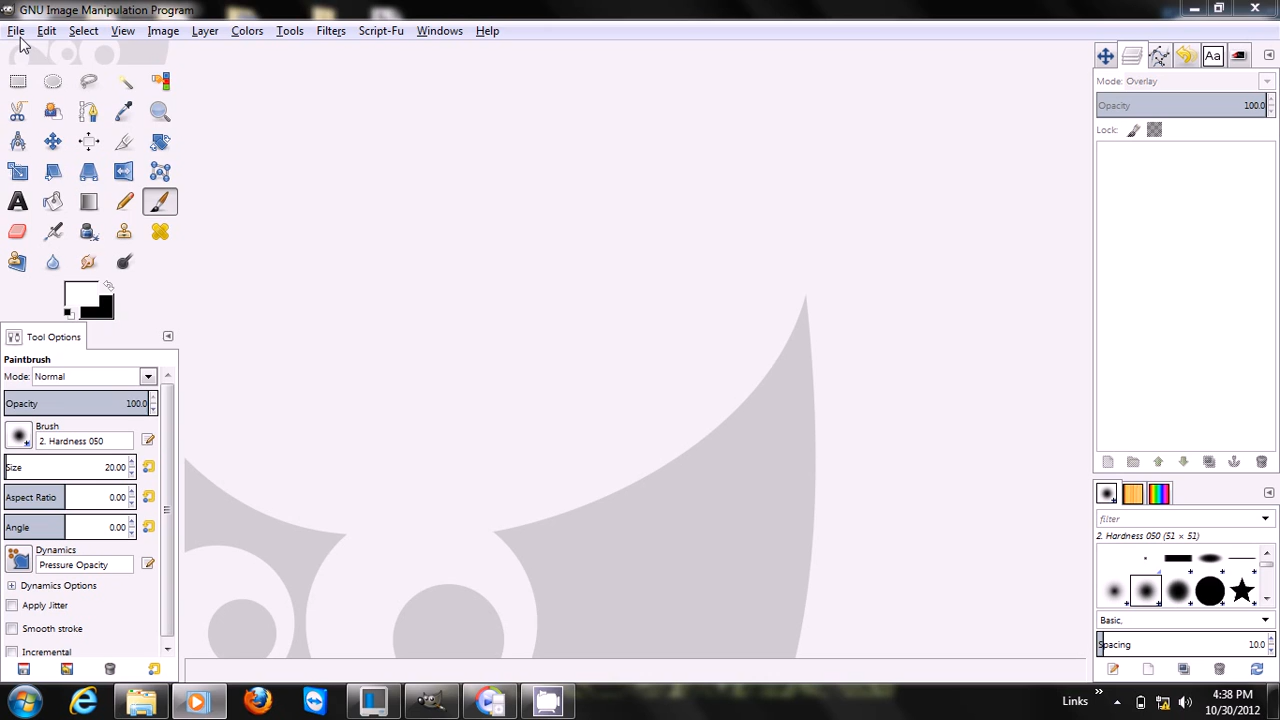 GNU Image Manipulation Program
File Edit Select View Image Layer Colors Tools Filters Script-Fu Windows Help
Mode: Overlay
Opacity 100.0
Lock:
Tool Options
Paintbrush
Mode: Normal
Opacity 100.0
Brush
2. Hardness 050
Size 20.00
Aspect Ratio 0.00
Angle 0.00
Dynamics
Pressure Opacity
Dynamics Options
Apply Jitter
Smooth stroke
Incremental
Aa
filter
2. Hardness 050 (51 × 51)
Basic,
Spacing 10.0
Links »
4:38 PM
10/30/2012